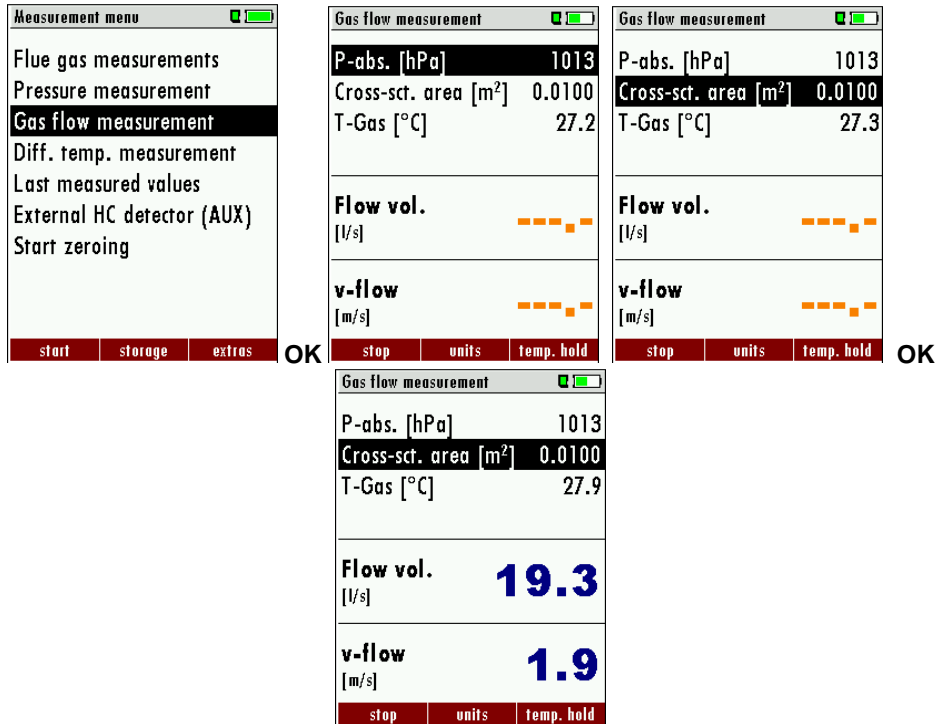 Measurement menu
Flue gas measurements
Pressure measurement
Gas flow measurement
Diff. temp. measurement
Last measured values
External HC detector (AUX)
Start zeroing
start storage extras
OK
Gas flow measurement
P-abs. [hPa] 1013
Cross-sct. area [m²] 0.0100
T-Gas [°C] 27.2
Flow vol.
[l/s] ---.-
v-flow
[m/s] ---.-
stop units temp. hold
Gas flow measurement
P-abs. [hPa] 1013
Cross-sct. area [m²] 0.0100
T-Gas [°C] 27.3
Flow vol.
[l/s] ---.-
v-flow
[m/s] ---.-
stop units temp. hold
OK
Gas flow measurement
P-abs. [hPa] 1013
Cross-sct. area [m²] 0.0100
T-Gas [°C] 27.9
Flow vol. 19.3
[l/s]
v-flow 1.9
[m/s]
stop units temp. hold